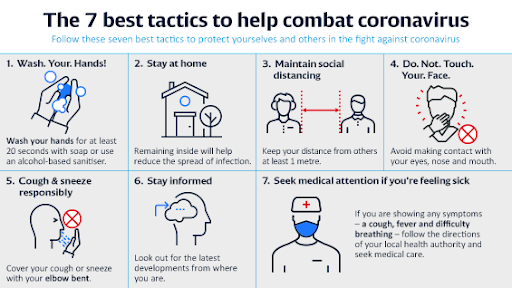 The 7 best tactics to help combat coronavirus
Follow these seven best tactics to protect yourselves and others in the fight against coronavirus
1. Wash. Your. Hands!
Wash your hands for at least
20 seconds with soap or use
an alcohol-based sanitiser.
2. Stay at home
Remaining inside will help
reduce the spread of infection.
3. Maintain social
distancing
Keep your distance from others
at least 1 metre.
4. Do. Not. Touch.
Your. Face.
Avoid making contact with
your eyes, nose and mouth.
5. Cough & sneeze
responsibly
Cover your cough or sneeze
with your elbow bent.
6. Stay informed
Look out for the latest
developments from where
you are.
7. Seek medical attention if you're feeling sick
If you are showing any symptoms
– a cough, fever and difficulty
breathing – follow the directions
of your local health authority and
seek medical care.